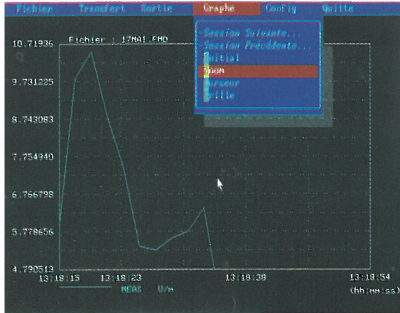 Fichier Transfert Sortie Graphe Config Quitte
10.71936 Fichier : 17MA1.FMD
Session Suivante...
Session Précédente...
Initial
Zoom
Curseur
Grille
9.731225
8.743083
7.754940
6.766798
5.778656
4.790513
13:18:15 13:18:23 13:18:38 13:18:54
MEAS V/m (hh:mm:ss)